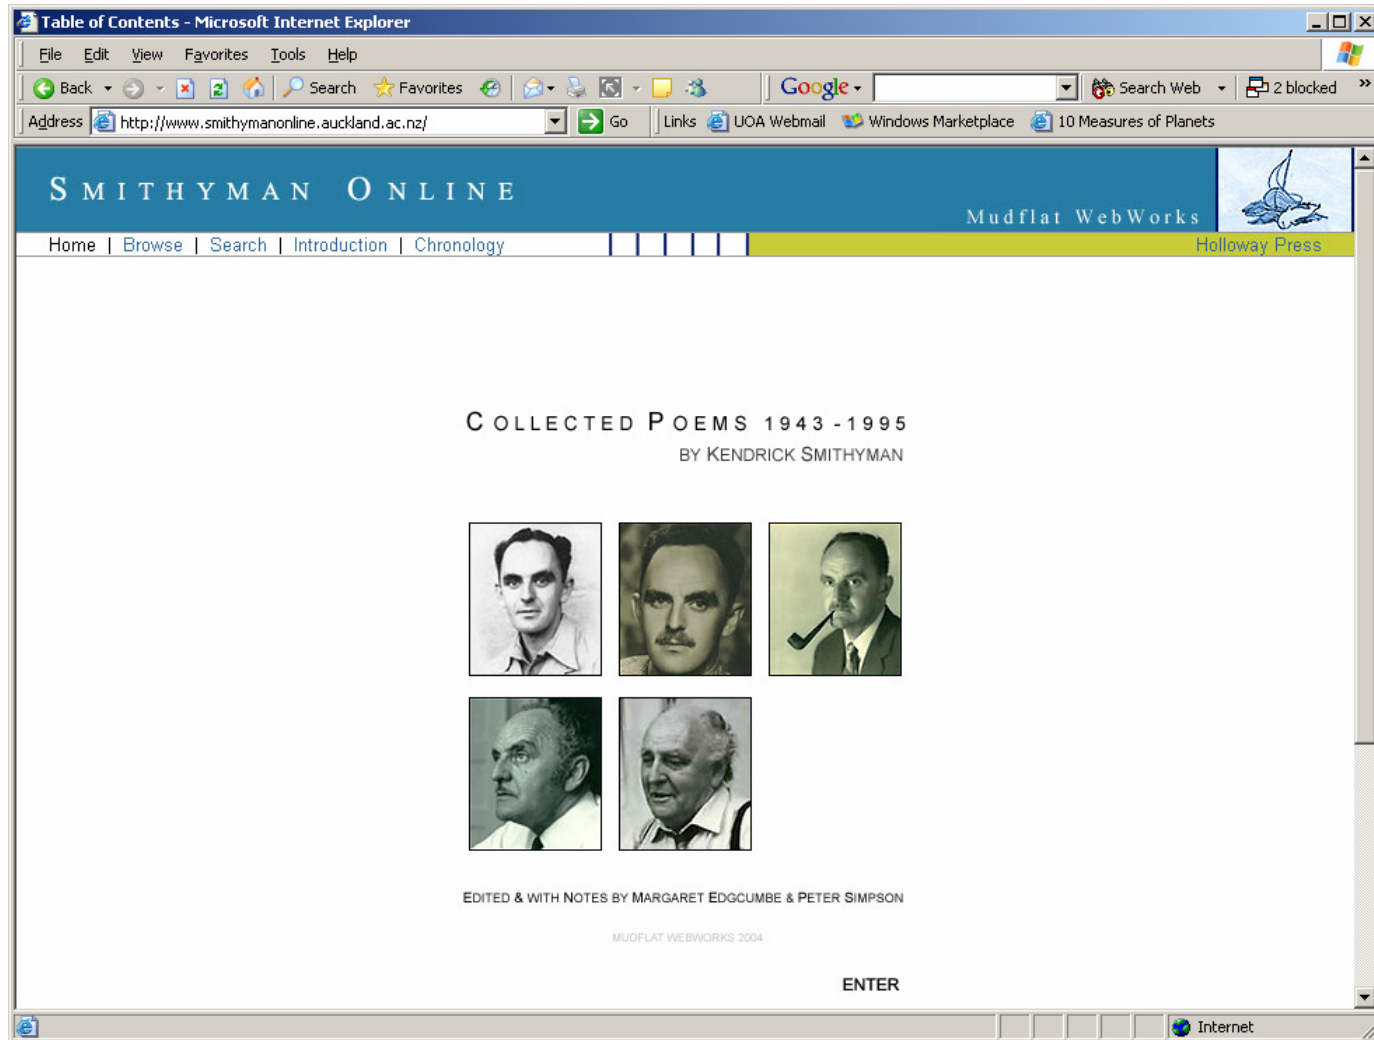 Table of Contents - Microsoft Internet Explorer
File Edit View Favorites Tools Help
Back Search Favorites Google Search Web 2 blocked »
Address http://www.smithymanonline.auckland.ac.nz/ Go Links UOA Webmail Windows Marketplace 10 Measures of Planets
SMITHYMAN ONLINE
Mudflat WebWorks
Home | Browse | Search | Introduction | Chronology Holloway Press
COLLECTED POEMS 1943 -1995
BY KENDRICK SMITHYMAN
EDITED & WITH NOTES BY MARGARET EDGCUMBE & PETER SIMPSON
MUDFLAT WEBWORKS 2004
ENTER
Internet